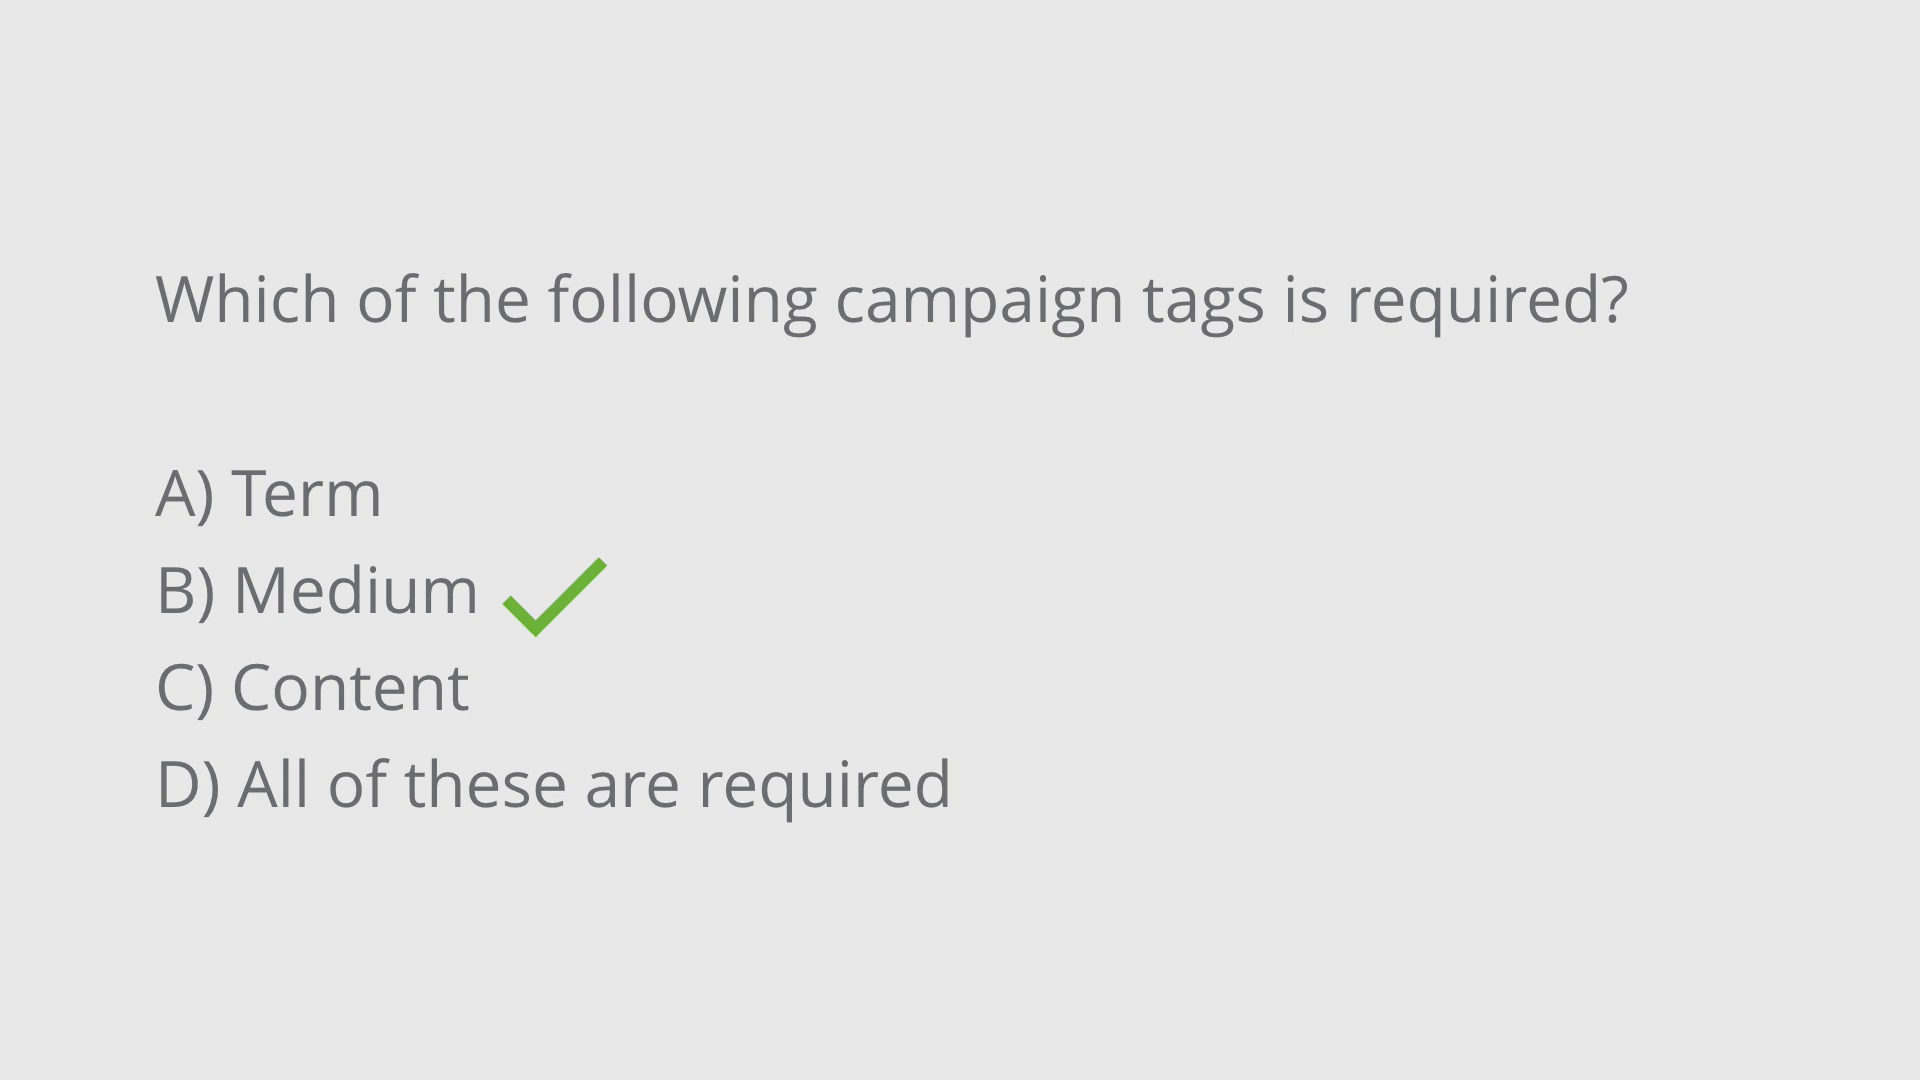 Which of the following campaign tags is required?
A) Term
B) Medium
C) Content
D) All of these are required